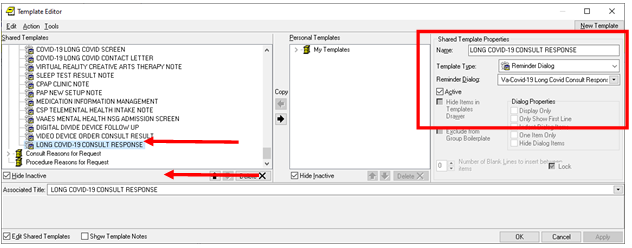 Template Editor
Edit Action Tools
New Template
Shared Templates
COVID-19 LONG COVID SCREEN
COVID-19 LONG COVID CONTACT LETTER
VIRTUAL REALITY CREATIVE ARTS THERAPY NOTE
SLEEP TEST RESULT NOTE
CPAP CLINIC NOTE
PAP NEW SETUP NOTE
MEDICATION INFORMATION MANAGEMENT
CSP TELEMENTAL HEALTH INTAKE NOTE
VAAES MENTAL HEALTH NSG ADMISSION SCREEN
DIGITAL DIVIDE DEVICE FOLLOW UP
VIDEO DEVICE ORDER CONSULT RESULT
LONG COVID-19 CONSULT RESPONSE
Consult Reasons for Request
Procedure Reasons for Request
Hide Inactive
Copy
Personal Templates
My Templates
Hide Inactive
Delete
Shared Template Properties
Name: LONG COVID-19 CONSULT RESPONSE
Template Type: Reminder Dialog
Reminder Dialog: Va-Covid-19 Long Covid Consult Respons
Active
Hide Items in Templates Drawer
Exclude from Group Boilerplate
Dialog Properties
Display Only
Only Show First Line
One Item Only
Hide Dialog Items
0 Number of Blank Lines to insert between items
Lock
Associated Title: LONG COVID-19 CONSULT RESPONSE
Edit Shared Templates
Show Template Notes
OK
Cancel
Apply